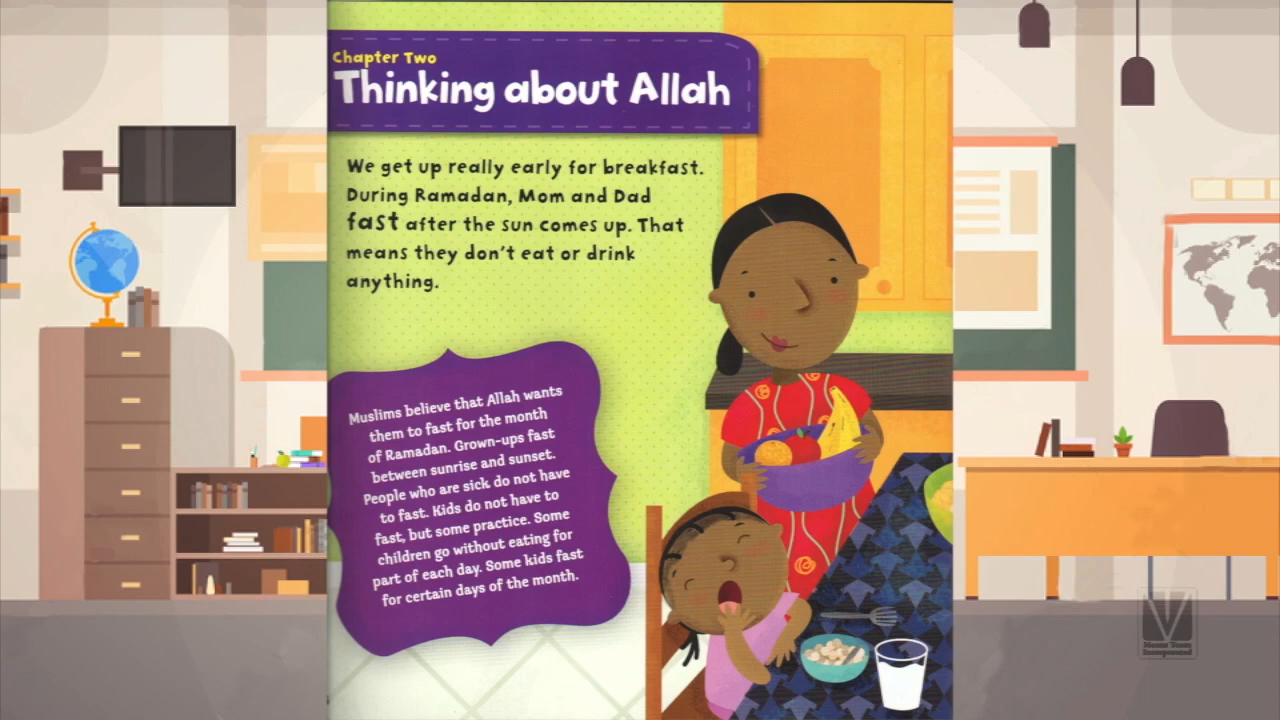 Chapter Two
Thinking about Allah
We get up really early for breakfast.
During Ramadan, Mom and Dad
fast after the sun comes up. That
means they don't eat or drink
anything.
Muslims believe that Allah wants
them to fast for the month
of Ramadan. Grown-ups fast
between sunrise and sunset.
People who are sick do not have
to fast. Kids do not have to
fast, but some practice. Some
children go without eating for
part of each day. Some kids fast
for certain days of the month.